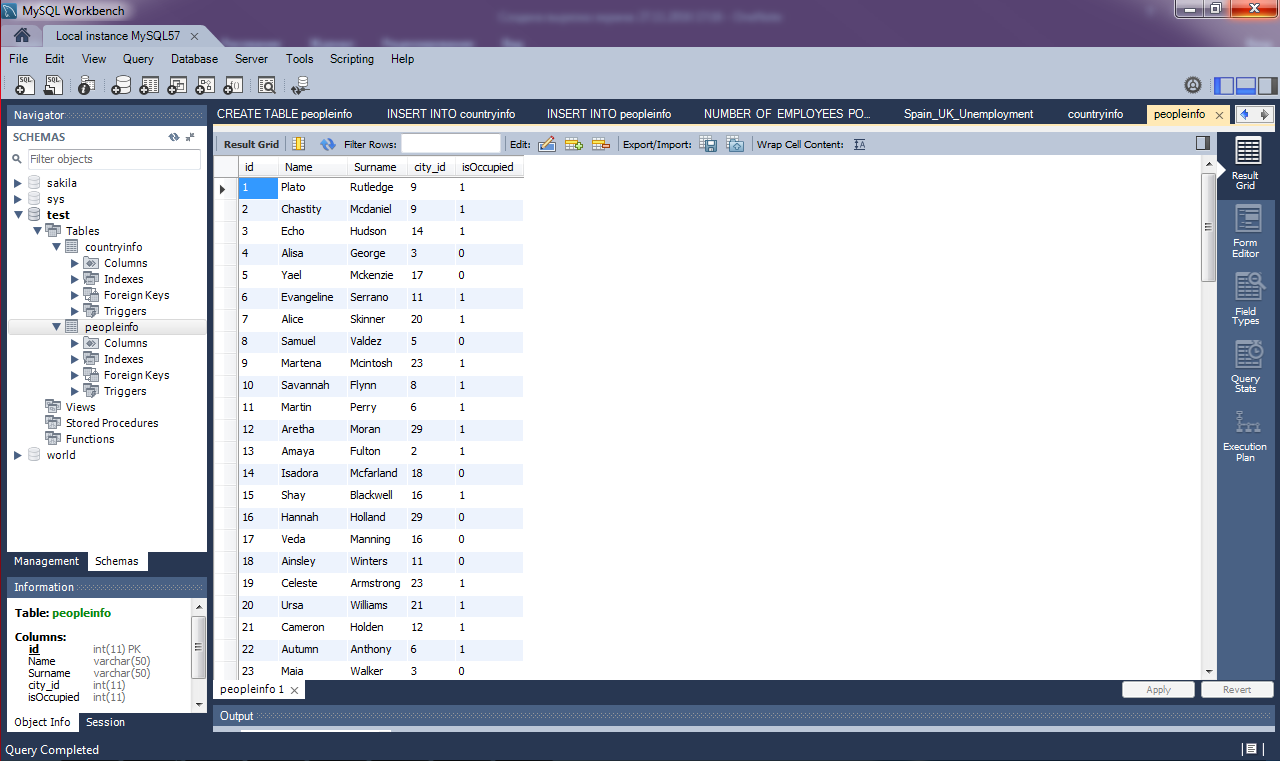 MySQL Workbench
Local instance MySQL57
File Edit View Query Database Server Tools Scripting Help
Navigator
SCHEMAS
Filter objects
sakila
sys
test
Tables
countryinfo
Columns
Indexes
Foreign Keys
Triggers
peopleinfo
Columns
Indexes
Foreign Keys
Triggers
Views
Stored Procedures
Functions
world
Management Schemas
Information
Table: peopleinfo
Columns:
id int(11) PK
Name varchar(50)
Surname varchar(50)
city_id int(11)
isOccupied int(11)
Object Info Session
CREATE TABLE peopleinfo INSERT INTO countryinfo INSERT INTO peopleinfo NUMBER OF EMPLOYEES PO... Spain_UK_Unemployment countryinfo peopleinfo
Result Grid Filter Rows: Edit: Export/Import: Wrap Cell Content:
id Name Surname city_id isOccupied
1 Plato Rutledge 9 1
2 Chastity Mcdaniel 9 1
3 Echo Hudson 14 1
4 Alisa George 3 0
5 Yael Mckenzie 17 0
6 Evangeline Serrano 11 1
7 Alice Skinner 20 1
8 Samuel Valdez 5 0
9 Martena Mcintosh 23 1
10 Savannah Flynn 8 1
11 Martin Perry 6 1
12 Aretha Moran 29 1
13 Amaya Fulton 2 1
14 Isadora Mcfarland 18 0
15 Shay Blackwell 16 1
16 Hannah Holland 29 0
17 Veda Manning 16 0
18 Ainsley Winters 11 0
19 Celeste Armstrong 23 1
20 Ursa Williams 21 1
21 Cameron Holden 12 1
22 Autumn Anthony 6 1
23 Maia Walker 3 0
Result
Grid
Form
Editor
Field
Types
Query
Stats
Execution
Plan
peopleinfo 1
Apply Revert
Output
Query Completed